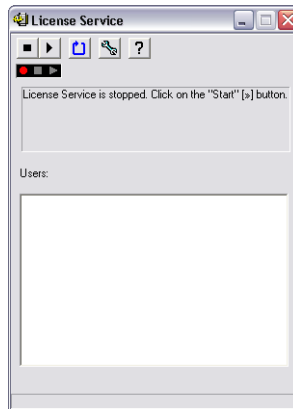 License Service
License Service is stopped. Click on the "Start" [»] button.
Users: